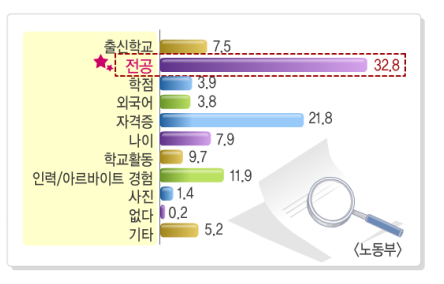 출신학교 7.5
전공 32.8
학점 3.9
외국어 3.8
자격증 21.8
나이 7.9
학교활동 9.7
인력/아르바이트 경험 11.9
사진 1.4
없다 0.2
기타 5.2
〈노동부〉